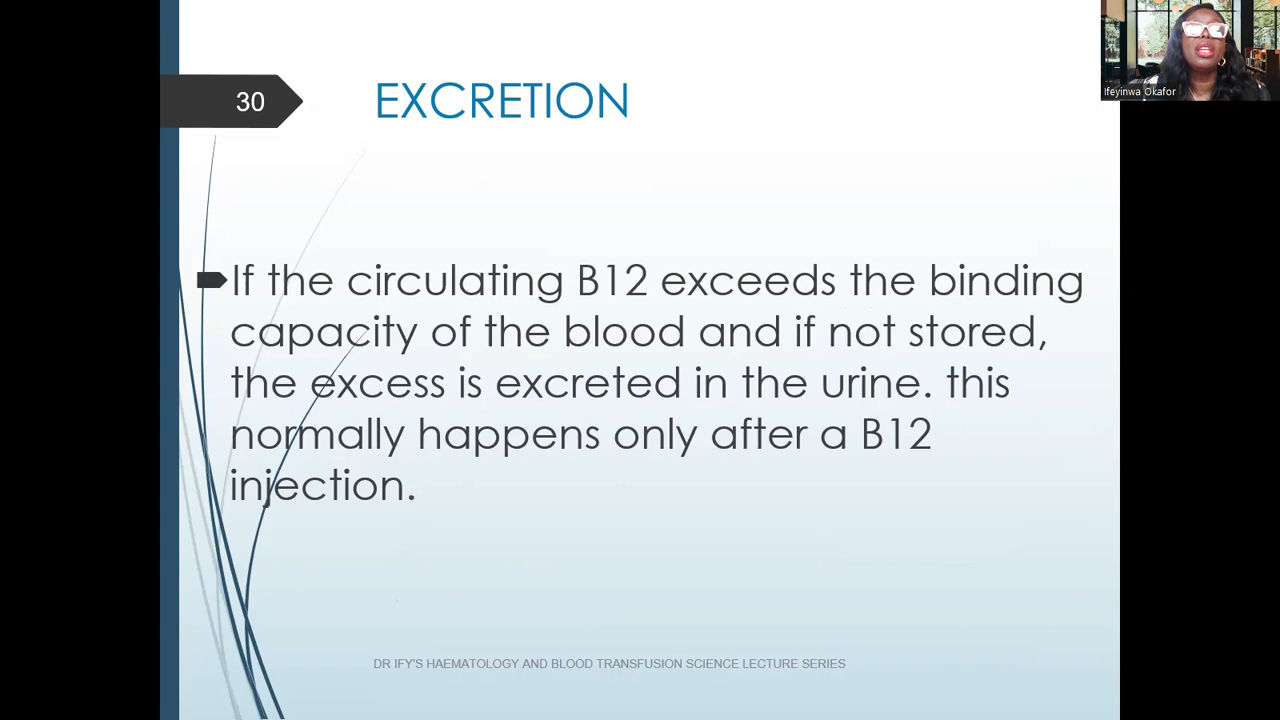 30
EXCRETION
Ifeyinwa Okafor
If the circulating B12 exceeds the binding
capacity of the blood and if not stored,
the excess is excreted in the urine. this
normally happens only after a B12
injection.
DR IFY'S HAEMATOLOGY AND BLOOD TRANSFUSION SCIENCE LECTURE SERIES